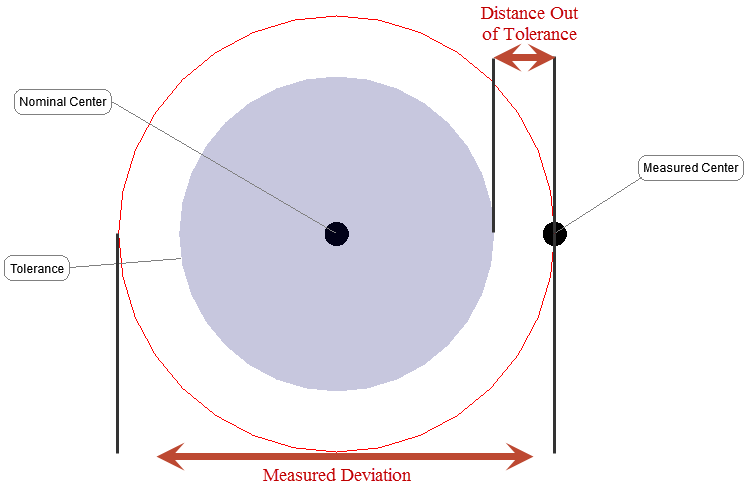 Distance Out
of Tolerance
Nominal Center
Measured Center
Tolerance
Measured Deviation